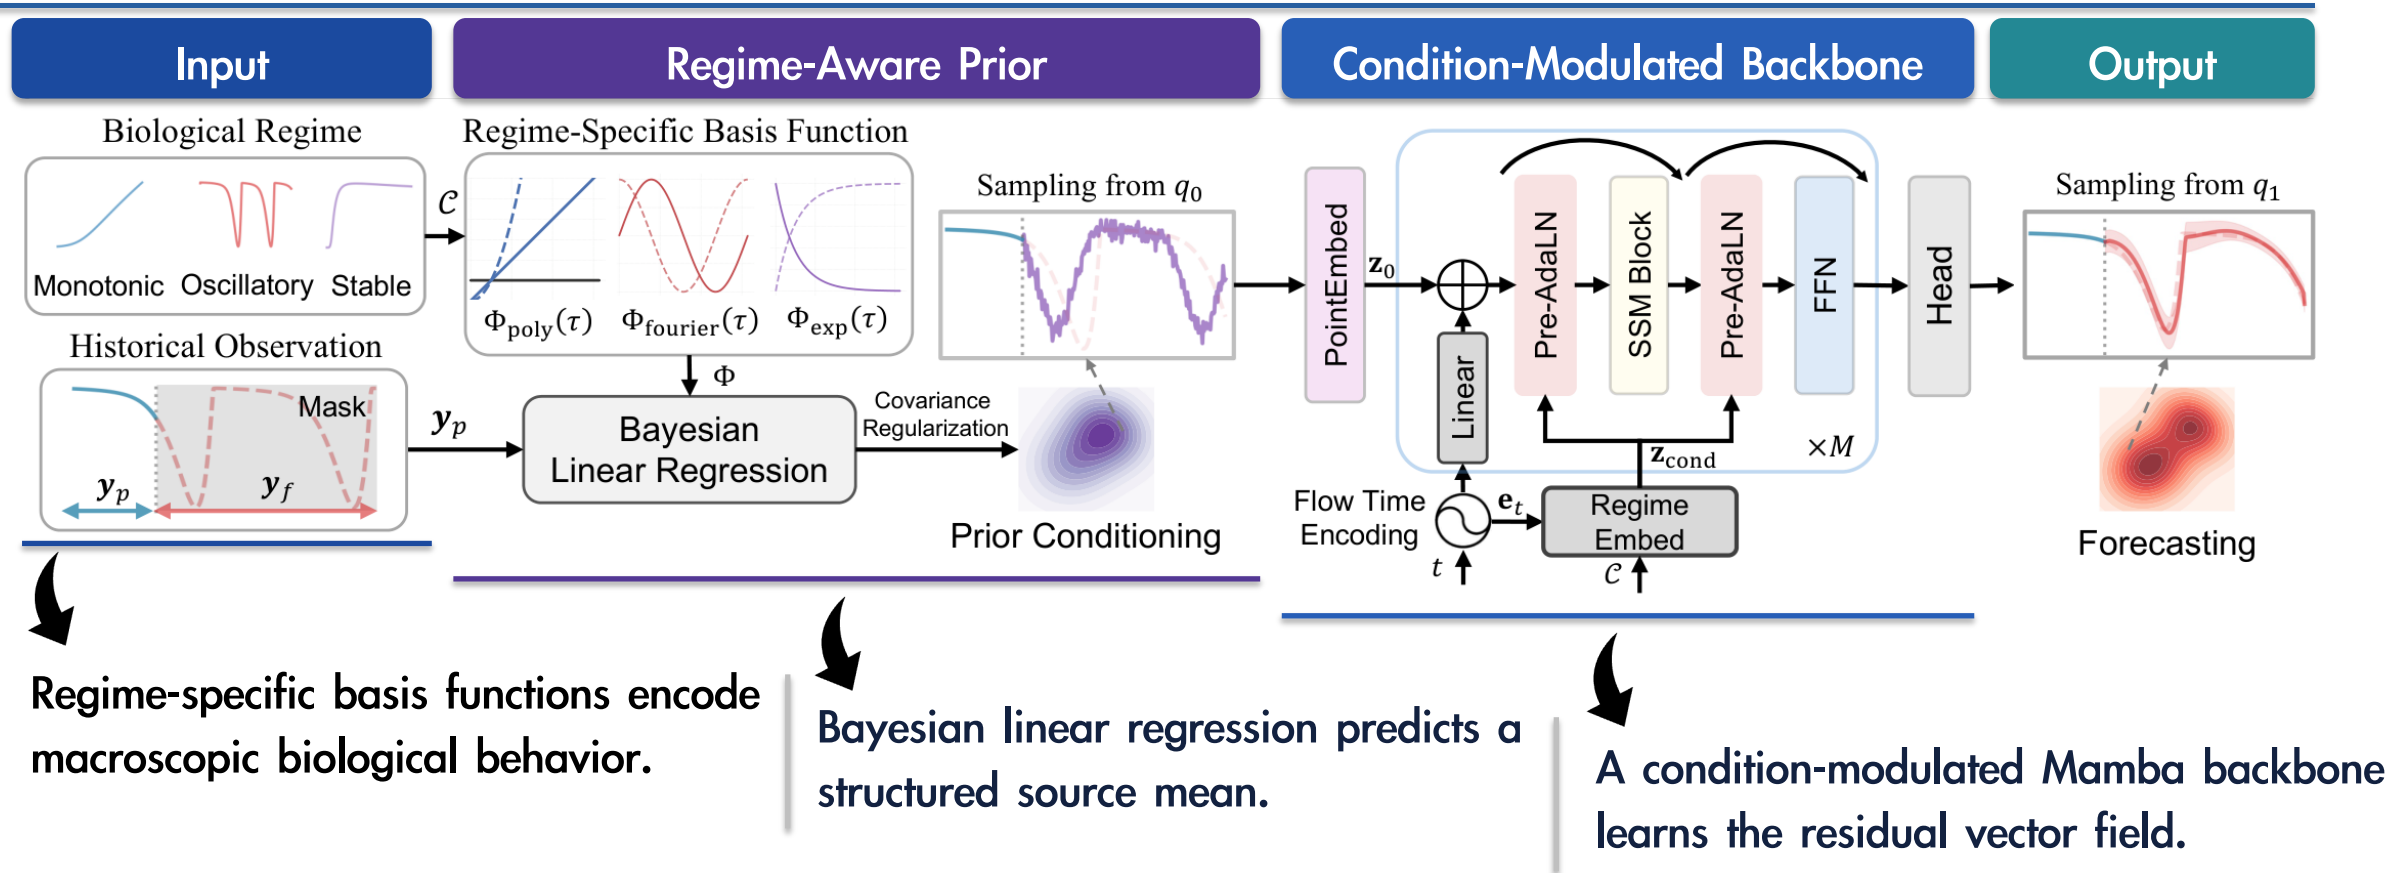 Input
Regime-Aware Prior
Condition-Modulated Backbone
Output
Biological Regime
Monotonic
Oscillatory
Stable
𝒞
Historical Observation
Mask
𝒚𝑝
𝒚𝑓
𝒚𝑝
Regime-Specific Basis Function
Φpoly(τ)
Φfourier(τ)
Φexp(τ)
Φ
Bayesian
Linear Regression
Covariance
Regularization
Sampling from 𝑞0
Prior Conditioning
PointEmbed
𝐳0
Linear
Pre-AdaLN
SSM Block
Pre-AdaLN
FFN
×𝑀
𝐳cond
Flow Time
Encoding
𝐞𝑡
Regime
Embed
𝑡
𝒞
Head
Sampling from 𝑞1
Forecasting
Regime-specific basis functions encode
macroscopic biological behavior.
Bayesian linear regression predicts a
structured source mean.
A condition-modulated Mamba backbone
learns the residual vector field.